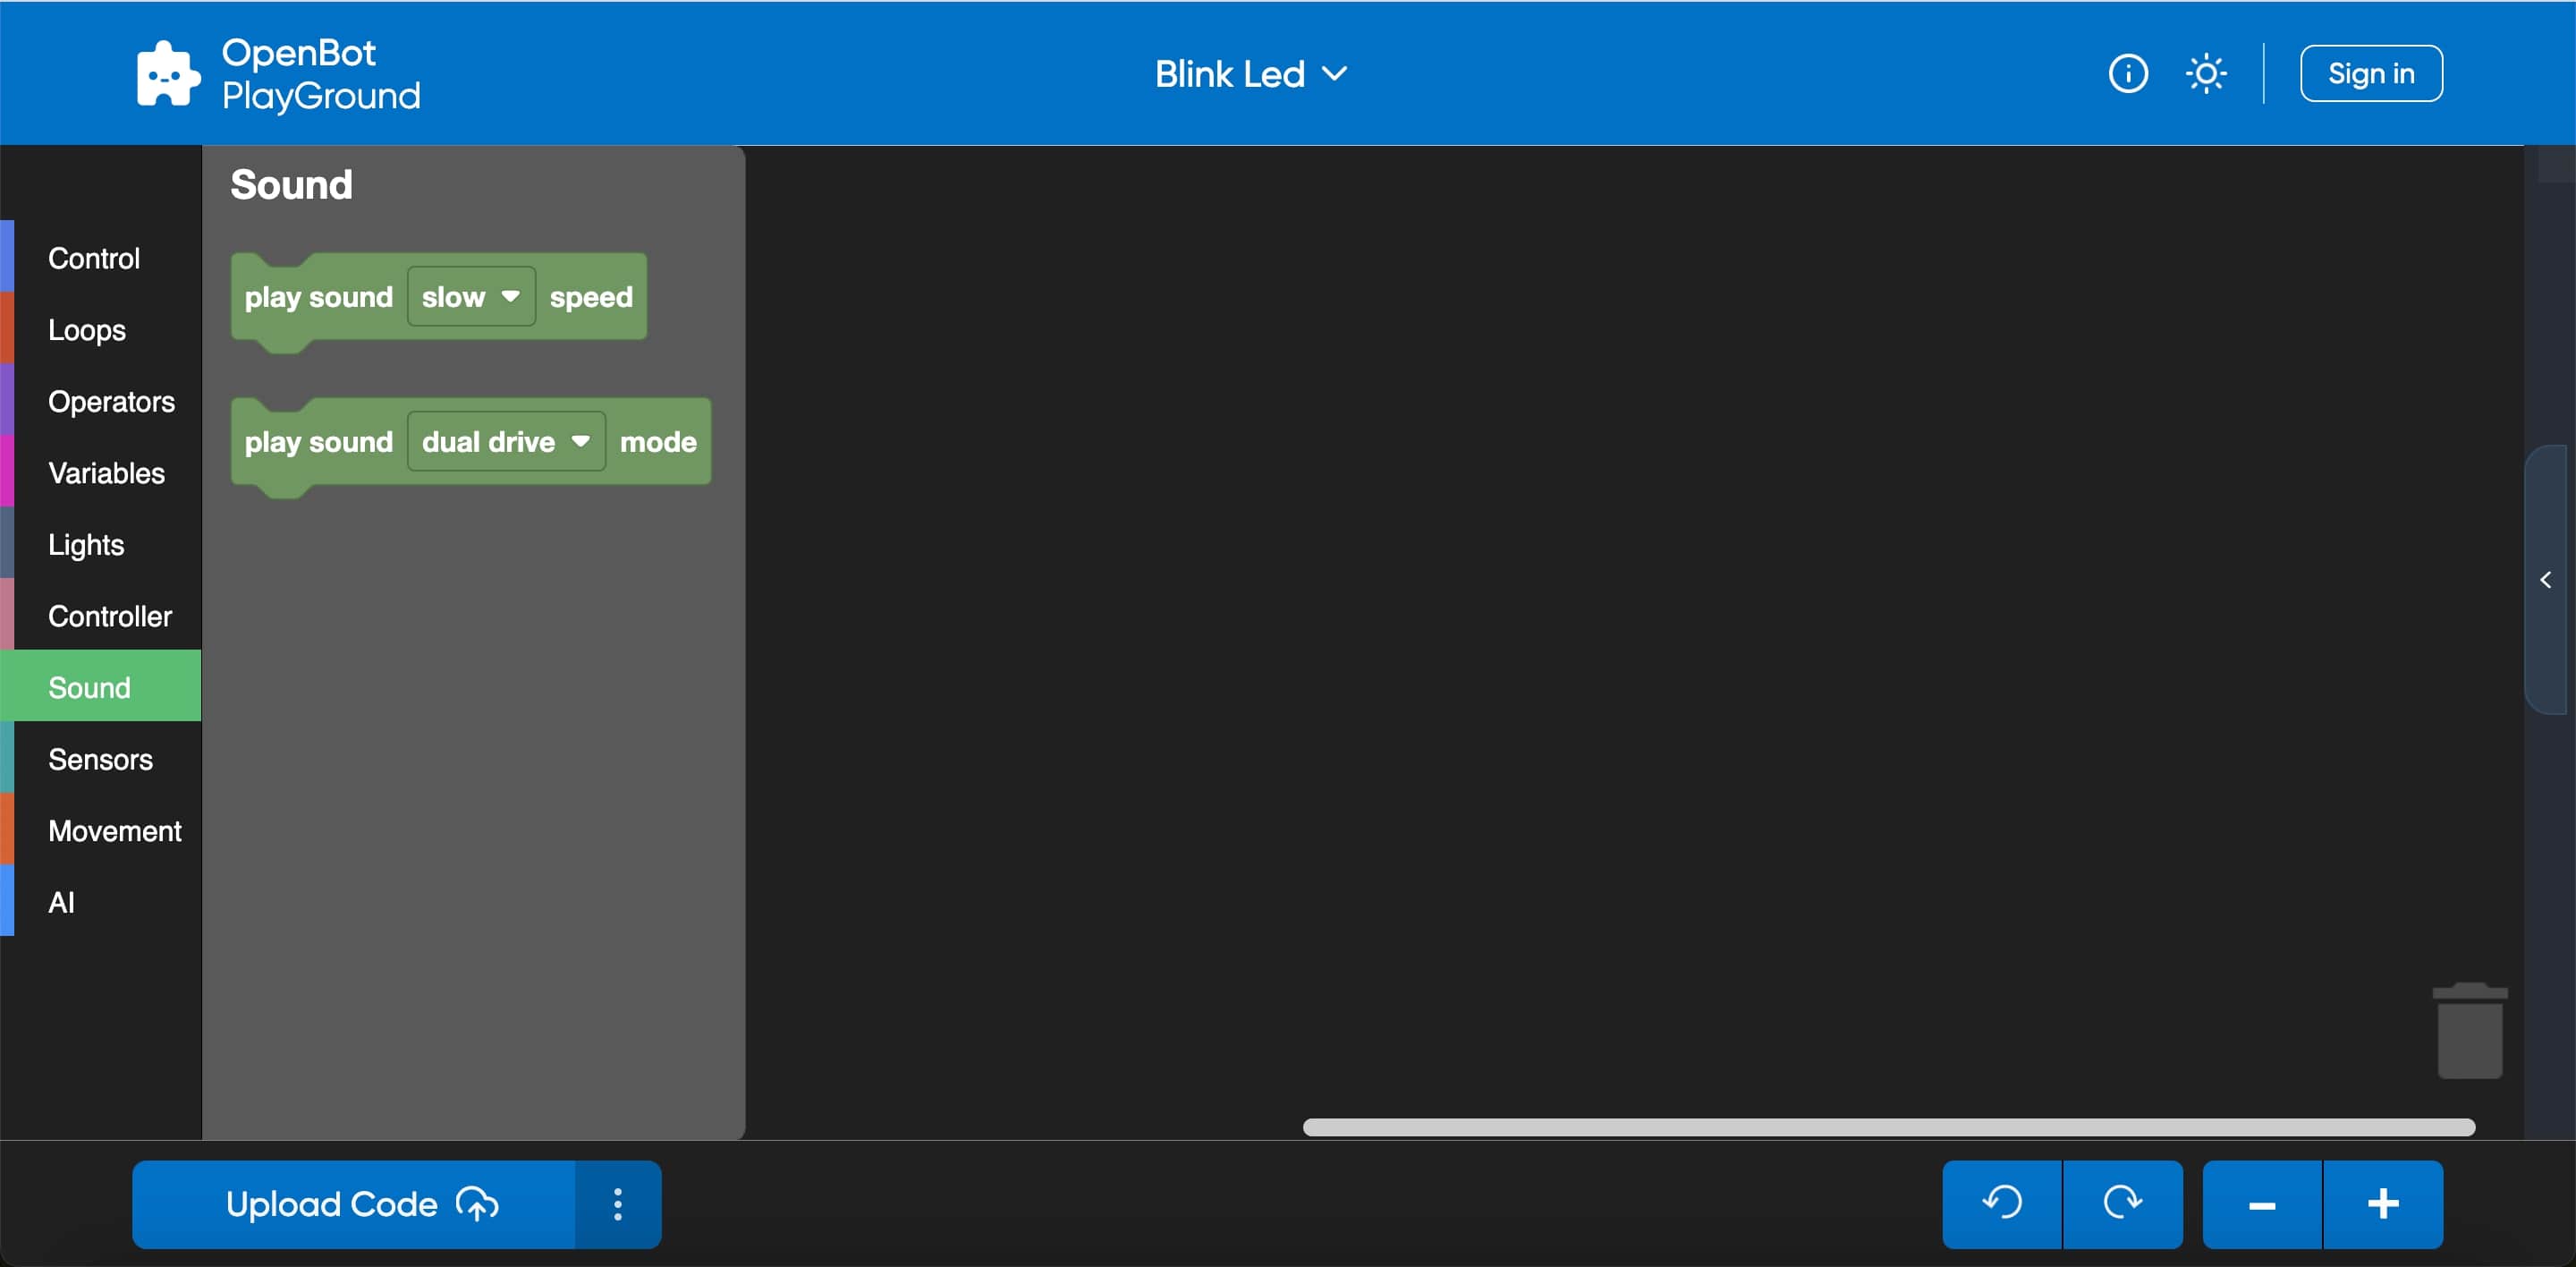 OpenBot
PlayGround
Blink Led
Sign in
Control
Loops
Operators
Variables
Lights
Controller
Sound
Sensors
Movement
AI
Sound
play sound slow speed
play sound dual drive mode
Upload Code